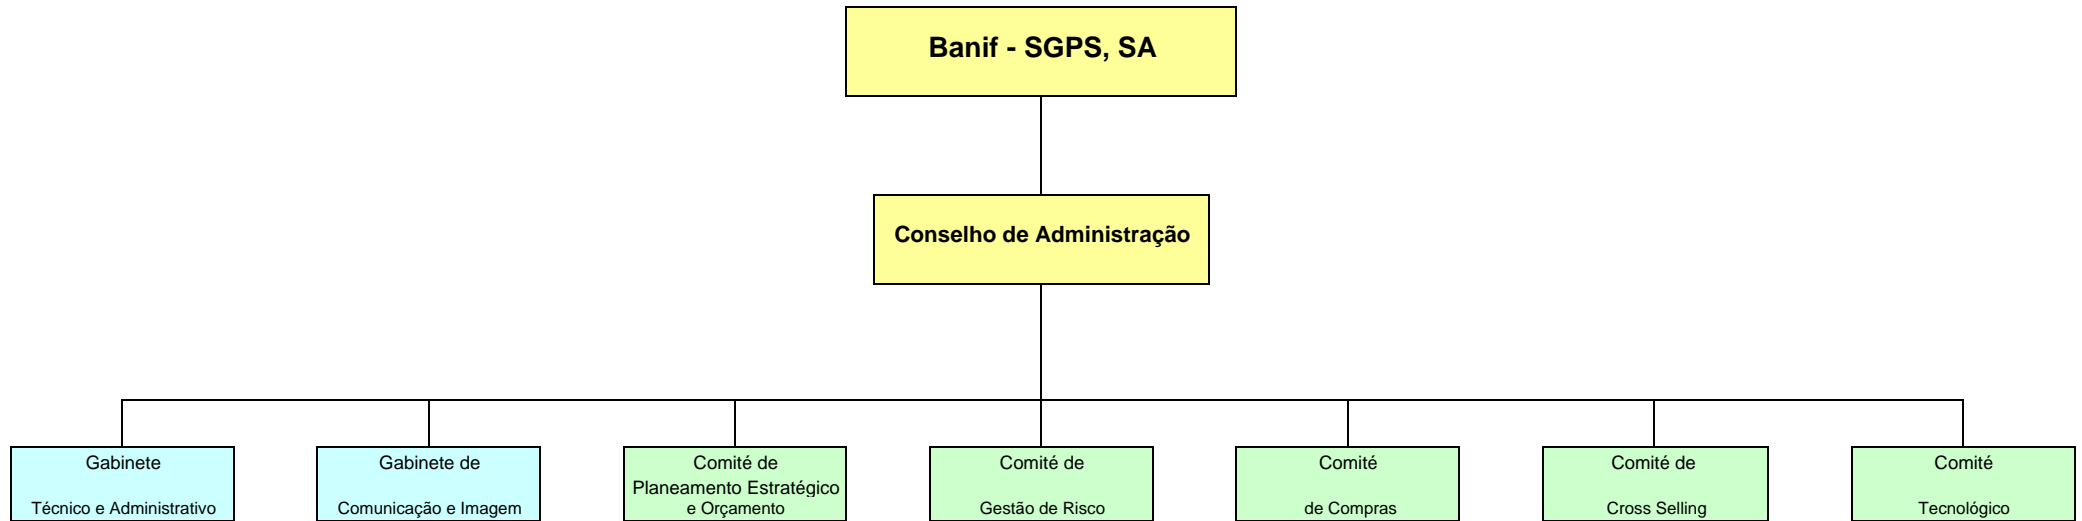 Banif - SGPS, SA
Conselho de Administração
Gabinete
Técnico e Administrativo
Gabinete de
Comunicação e Imagem
Comité de
Planeamento Estratégico
e Orçamento
Comité de
Gestão de Risco
Comité
de Compras
Comité de
Cross Selling
Comité
Tecnológico